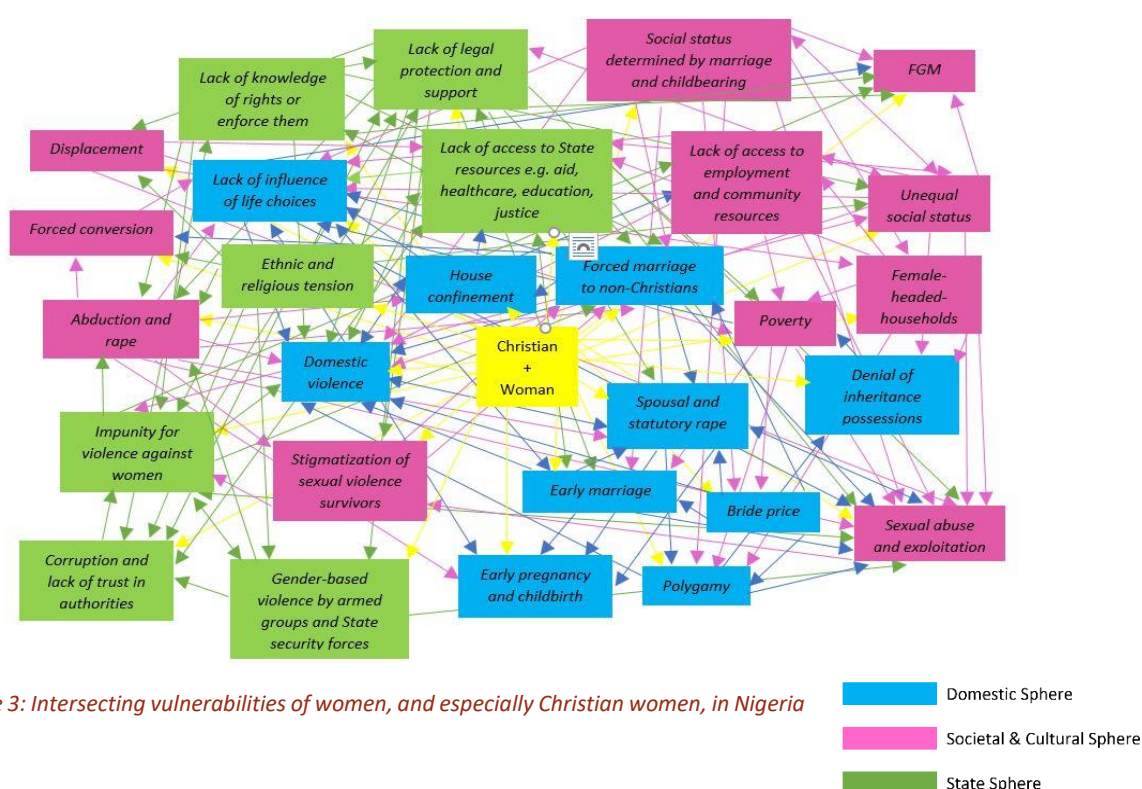 Lack of legal
protection and
support
Social status
determined by marriage
and childbearing
FGM
Lack of knowledge
of rights or
enforce them
Displacement
Lack of influence
of life choices
Lack of access to State
resources e.g. aid,
healthcare, education,
justice
Lack of access to
employment
and community
resources
Unequal
social status
Forced conversion
Ethnic and
religious tension
House
confinement
Forced marriage
to non-Christians
Female-
headed-
households
Abduction and
rape
Poverty
Domestic
violence
Christian
+
Woman
Denial of
inheritance
possessions
Spousal and
statutory rape
Impunity for
violence against
women
Stigmatization of
sexual violence
survivors
Early marriage
Bride price
Sexual abuse
and exploitation
Corruption and
lack of trust in
authorities
Gender-based
violence by armed
groups and State
security forces
Early pregnancy
and childbirth
Polygamy
e 3: Intersecting vulnerabilities of women, and especially Christian women, in Nigeria
Domestic Sphere
Societal & Cultural Sphere
State Sphere